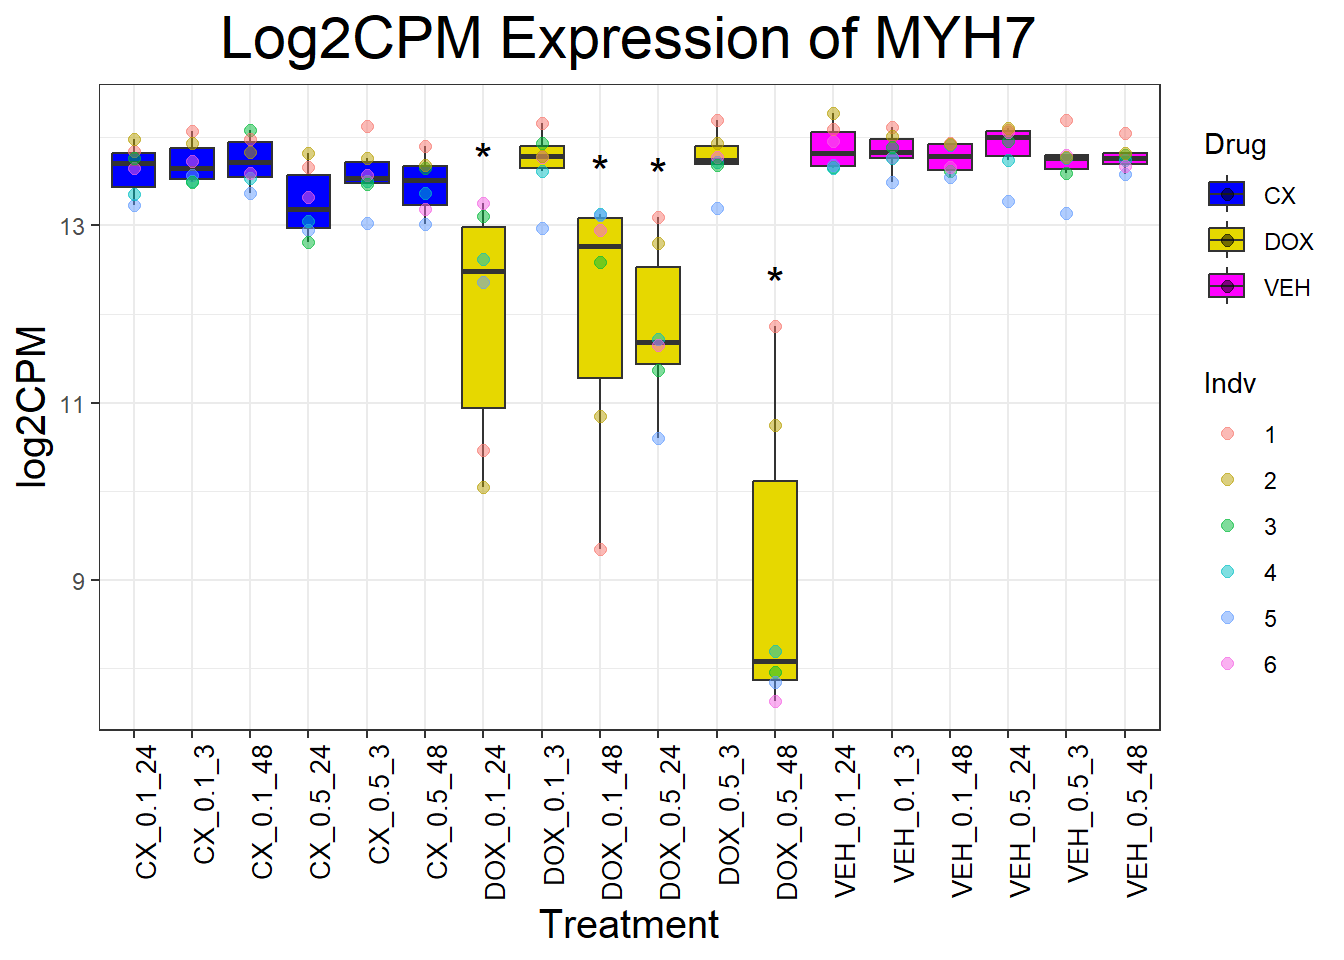 Log2CPM Expression of MYH7
log2CPM
13
11
9
*
*
*
*
CX_0.1_24
CX_0.1_3
CX_0.1_48
CX_0.5_24
CX_0.5_3
CX_0.5_48
DOX_0.1_24
DOX_0.1_3
DOX_0.1_48
DOX_0.5_24
DOX_0.5_3
DOX_0.5_48
VEH_0.1_24
VEH_0.1_3
VEH_0.1_48
VEH_0.5_24
VEH_0.5_3
VEH_0.5_48
Treatment
Drug
CX
DOX
VEH
Indv
1
2
3
4
5
6